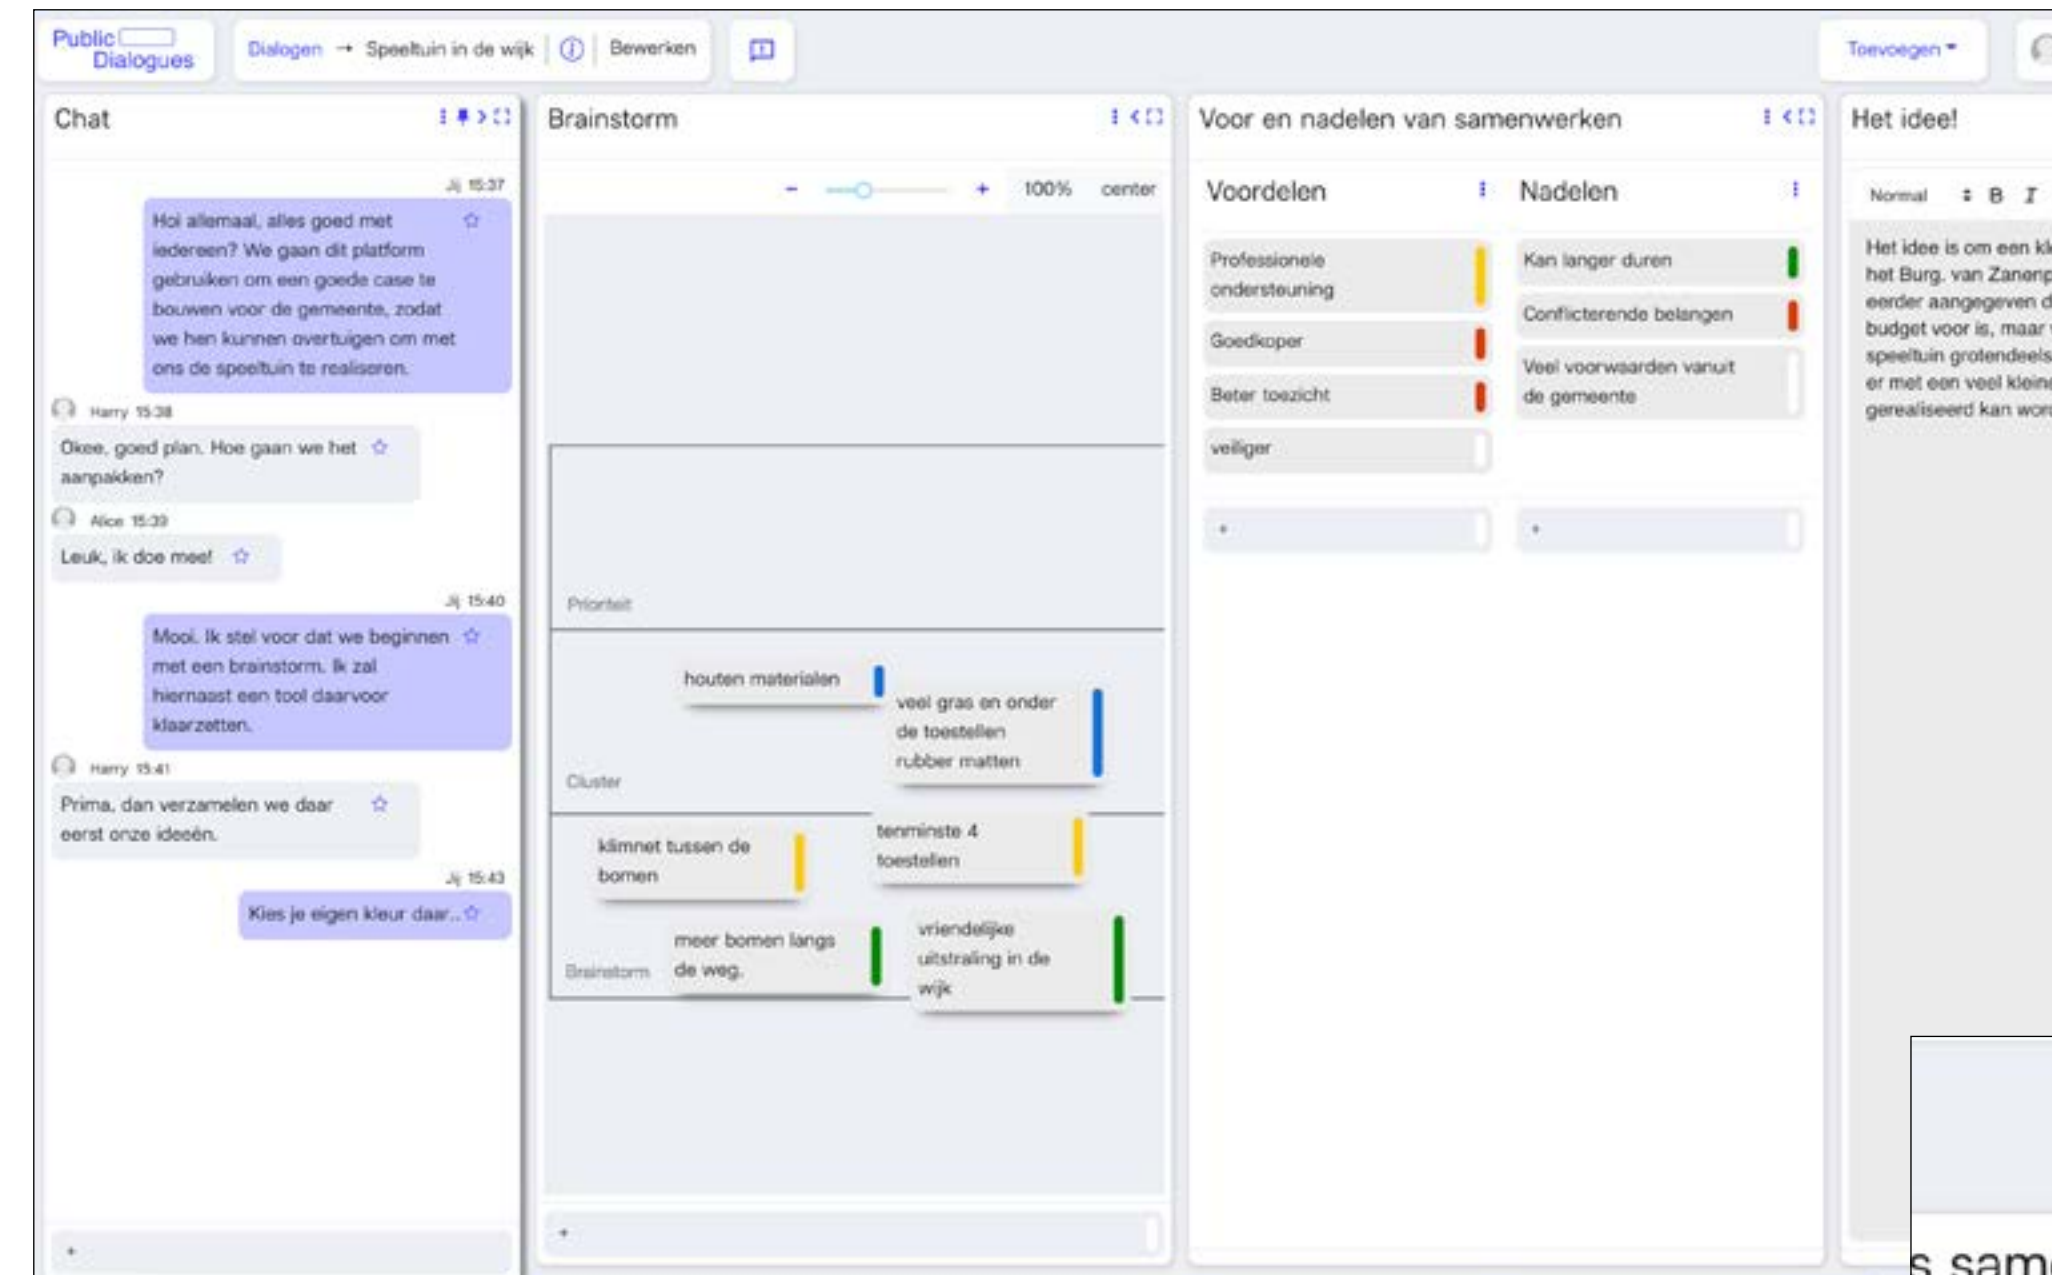 Public
Dialogues
Dialogen → Speeltuin in de wijk
Bewerken
Toevoegen
Chat
Jij 15:37
Hoi allemaal, alles goed met
iedereen? We gaan dit platform
gebruiken om een goede case te
bouwen voor de gemeente, zodat
we hen kunnen overtuigen om met
ons de speeltuin te realiseren.
Harry 15:38
Okee, goed plan. Hoe gaan we het
aanpakken?
Alice 15:39
Leuk, ik doe mee!
Jij 15:40
Mooi. Ik stel voor dat we beginnen
met een brainstorm. Ik zal
hiernaast een tool daarvoor
klaarzetten.
Harry 15:41
Prima, dan verzamelen we daar
eerst onze ideeën.
Jij 15:43
Kies je eigen kleur daar...
+
Brainstorm
- + 100% center
Prioriteit
houten materialen
veel gras en onder
de toestellen
rubber matten
Cluster
klimnet tussen de
bomen
tenminste 4
toestellen
meer bomen langs
de weg.
vriendelijke
uitstraling in de
wijk
Brainstorm
+
Voor en nadelen van samenwerken
Voordelen
Professionele
ondersteuning
Goedkoper
Beter toezicht
veiliger
+
Nadelen
Kan langer duren
Conflicterende belangen
Veel voorwaarden vanuit
de gemeente
+
Het idee!
Normal B I
Het idee is om een kl
het Burg. van Zanenp
eerder aangegeven d
budget voor is, maar
speeltuin grotendeels
er met een veel klein
gerealiseerd kan word
s same